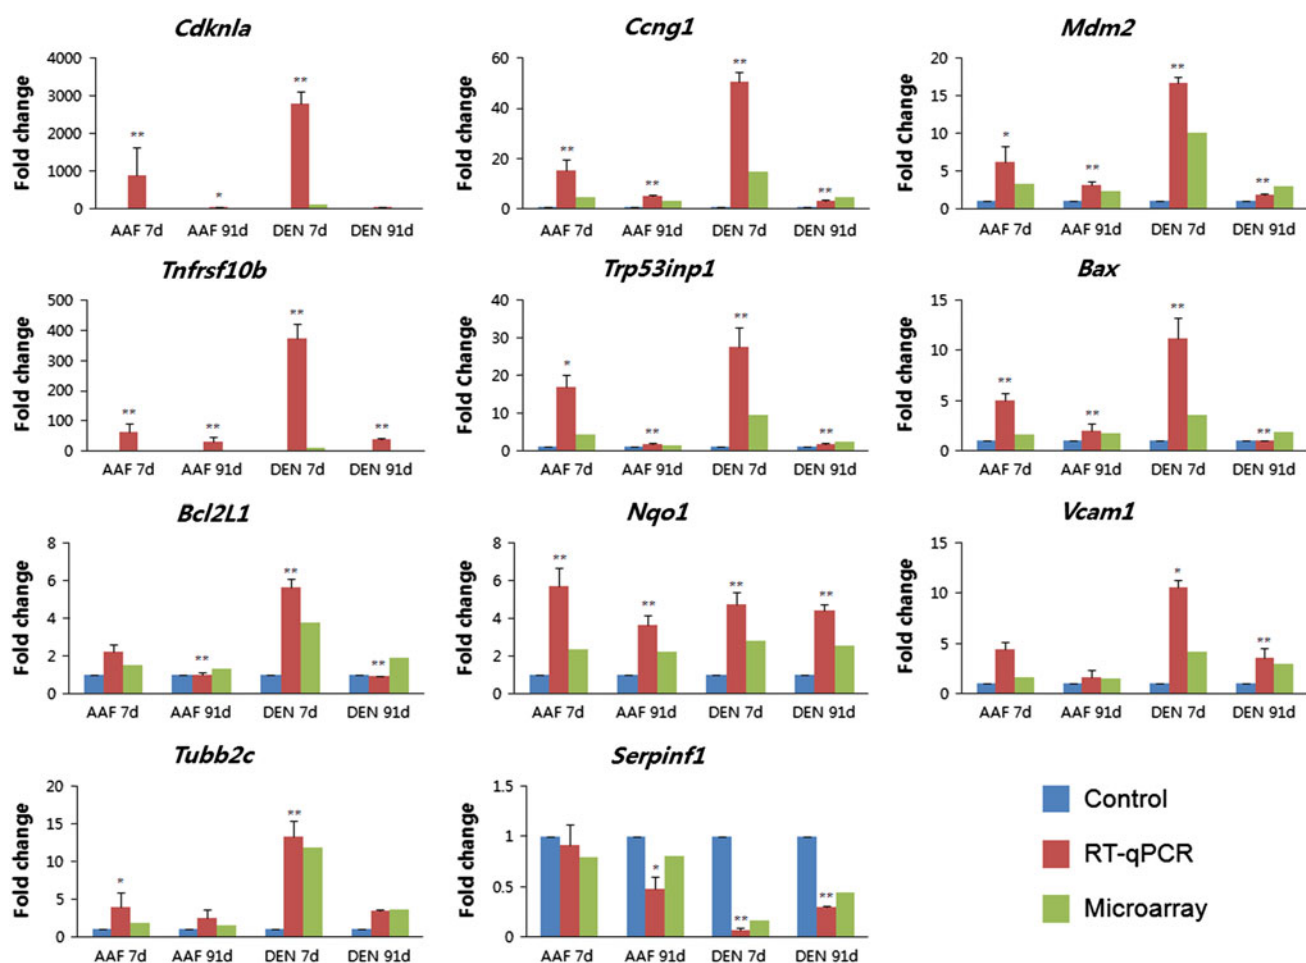 Cdknla
Fold change
4000
3000
2000
1000
0
**
*
**
AAF 7d AAF 91d DEN 7d DEN 91d
Ccng1
Fold change
60
40
20
0
**
**
**
**
AAF 7d AAF 91d DEN 7d DEN 91d
Mdm2
Fold Change
20
15
10
5
0
*
**
**
**
AAF 7d AAF 91d DEN 7d DEN 91d
Tnfrsf10b
Fold change
500
400
300
200
100
0
**
**
**
**
AAF 7d AAF 91d DEN 7d DEN 91d
Trp53inp1
Fold change
40
30
20
10
0
*
**
**
**
AAF 7d AAF 91d DEN 7d DEN 91d
Bax
Fold change
15
10
5
0
**
**
**
**
AAF 7d AAF 91d DEN 7d DEN 91d
Bcl2L1
Fold change
8
6
4
2
0
**
**
**
AAF 7d AAF 91d DEN 7d DEN 91d
Nqo1
Fold change
8
6
4
2
0
**
**
**
**
AAF 7d AAF 91d DEN 7d DEN 91d
Vcam1
Fold change
15
10
5
0
*
**
AAF 7d AAF 91d DEN 7d DEN 91d
Tubb2c
Fold change
20
15
10
5
0
*
**
AAF 7d AAF 91d DEN 7d DEN 91d
Serpinf1
Fold change
1.5
1
0.5
0
*
**
**
AAF 7d AAF 91d DEN 7d DEN 91d
Control
RT-qPCR
Microarray